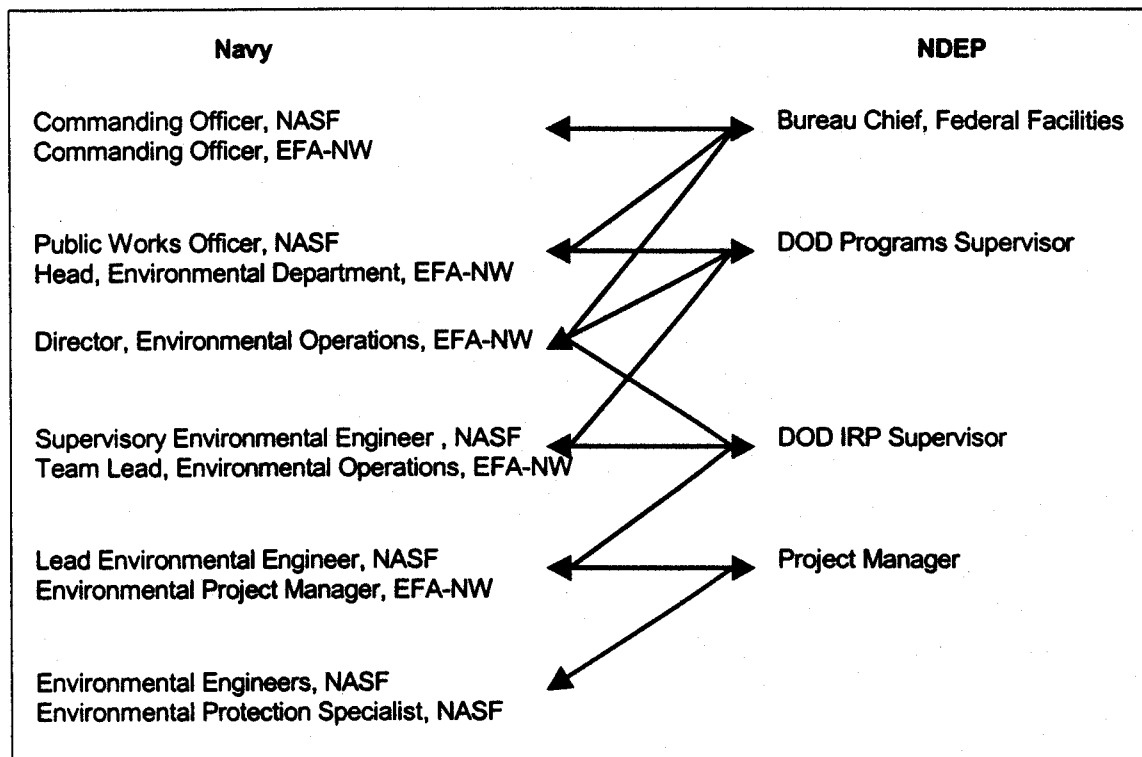 Navy
NDEP
Commanding Officer, NASF
Commanding Officer, EFA-NW
Bureau Chief, Federal Facilities
Public Works Officer, NASF
Head, Environmental Department, EFA-NW
DOD Programs Supervisor
Director, Environmental Operations, EFA-NW
Supervisory Environmental Engineer , NASF
Team Lead, Environmental Operations, EFA-NW
DOD IRP Supervisor
Lead Environmental Engineer, NASF
Environmental Project Manager, EFA-NW
Project Manager
Environmental Engineers, NASF
Environmental Protection Specialist, NASF